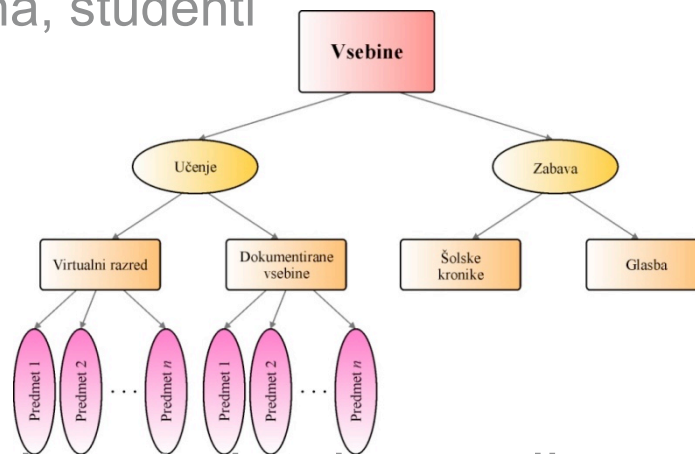 na, studenti
Vsebine
Učenje
Zabava
Virtualni razred
Dokumentirane
vsebine
Šolske
kronike
Glasba
Predmet 1
Predmet 2
. . .
Predmet n
Predmet 1
Predmet 2
. . .
Predmet n